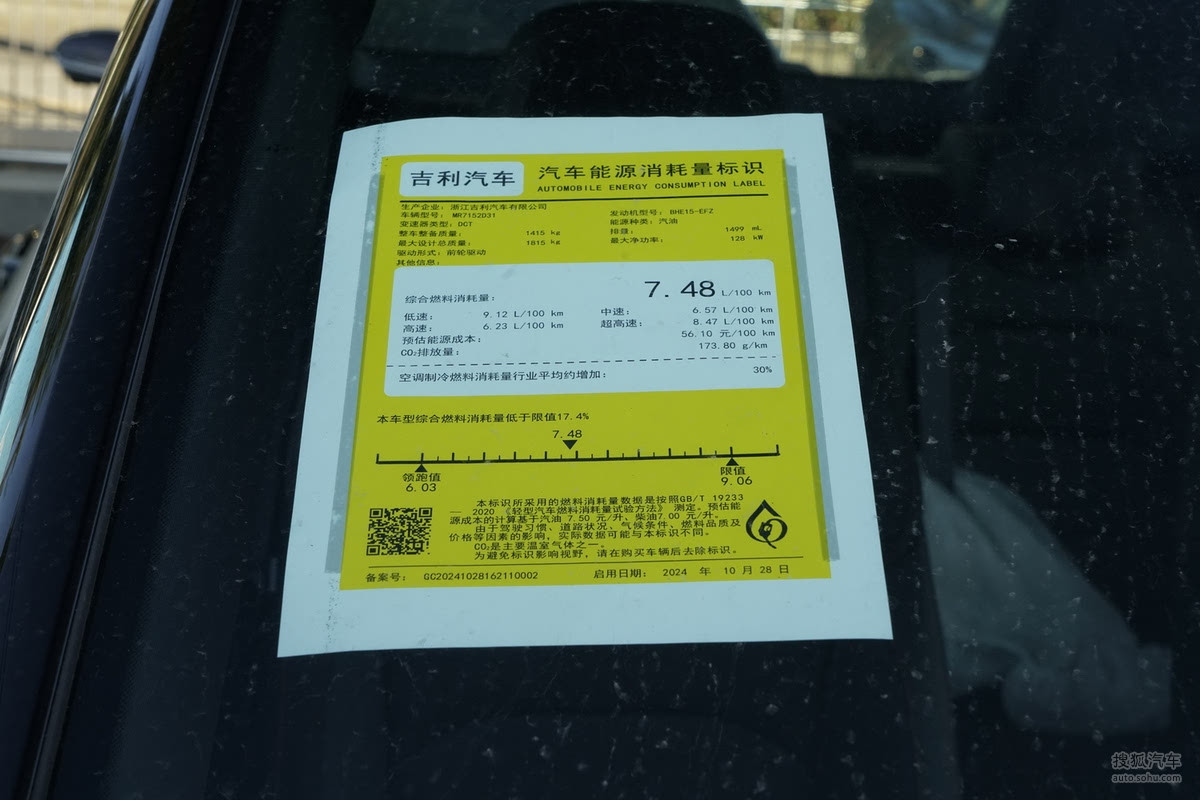 吉利汽车
汽车能源消耗量标识
AUTOMOBILE ENERGY CONSUMPTION LABEL
生产企业: 浙江吉利汽车有限公司
车辆型号: MR7152D31
发动机型号: BHE15-EFZ
变速器类型: DCT
能源种类: 汽油
整车整备质量: 1415 kg
排量: 1499 mL
最大设计总质量: 1815 kg
最大净功率: 128 kW
驱动形式: 前轮驱动
其他信息:
综合燃料消耗量: 7.48 L/100 km
低速: 9.12 L/100 km 中速: 6.57 L/100 km
高速: 6.23 L/100 km 超高速: 8.47 L/100 km
预估能源成本: 56.10 元/100 km
CO₂排放量: 173.80 g/km
空调制冷燃料消耗量行业平均约增加: 30%
本车型综合燃料消耗量低于限值17.4%
7.48
领跑值 限值
6.03 9.06
本标识所采用的燃料消耗量数据是按照GB/T 19233
— 2020 《轻型汽车燃料消耗量试验方法》 测定。预估能
源成本的计算基于汽油 7.50 元/升。柴油7.00 元/升。
由于驾驶习惯、道路状况、气候条件、燃料品质及
价格等因素的影响,实际数据可能与本标识不同。
CO₂是主要温室气体之一。
为避免标识影响视野,请在购买车辆后去除标识。
备案号: GC20241028162110002 启用日期: 2024 年 10 月 28 日
搜狐汽车
auto.sohu.com